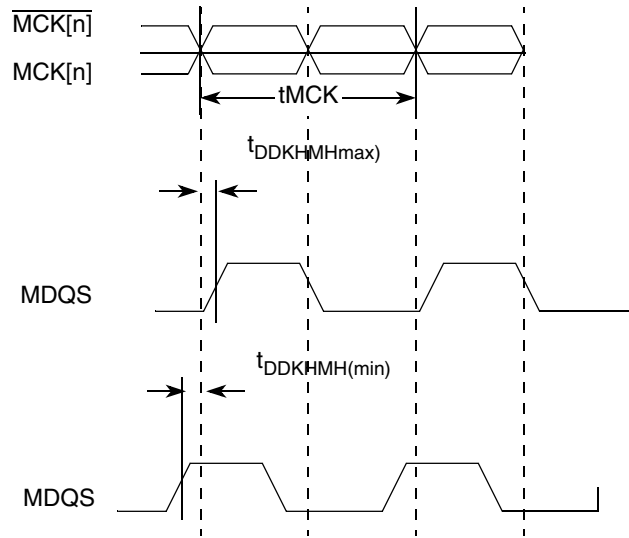 MCK[n]
MCK[n]
tMCK
tDDKHMHmax)
MDQS
tDDKHMH(min)
MDQS